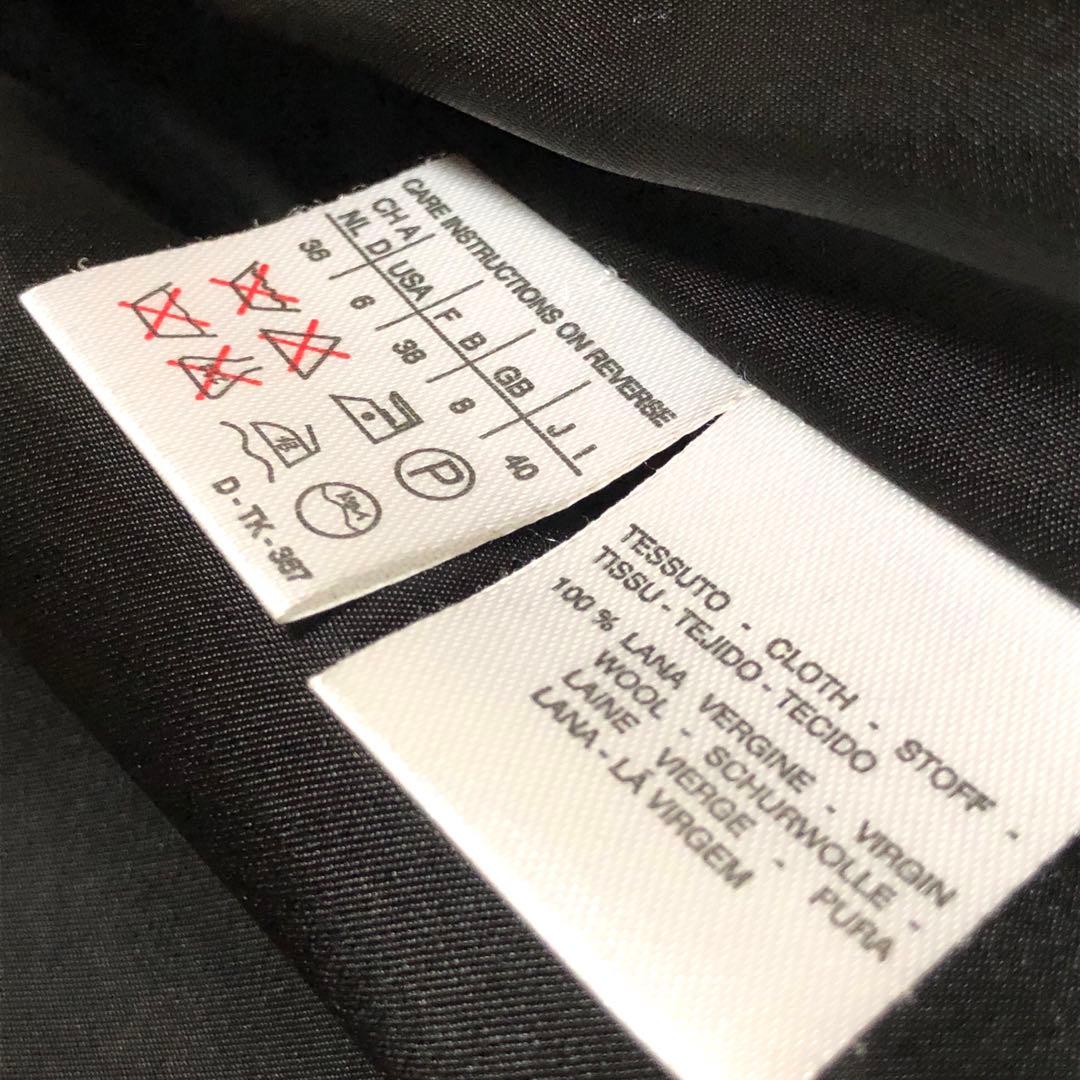 CARE INSTRUCTIONS ON REVERSE
CH A
NL D USA F B GB J I
36 6 38 8 40
P
D-TK-387
TESSUTO - CLOTH - STOFF -
TISSU - TEJIDO - TECIDO
100 % LANA VERGINE - VIRGIN
WOOL - SCHURWOLLE -
LAINE VIERGE - PURA
LANA - LÃ VIRGEM